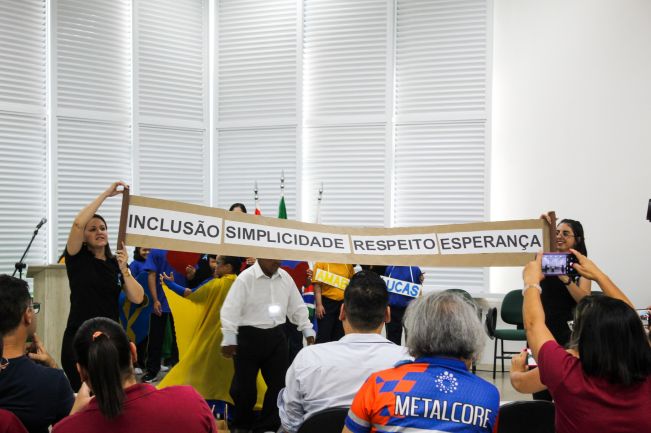 INCLUSÃO SIMPLICIDADE RESPEITO ESPERANÇA
UCAS
METALCORE